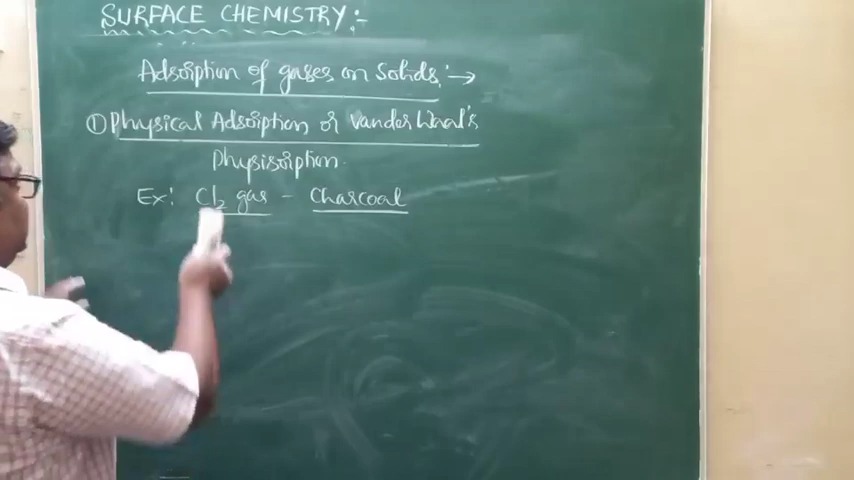 SURFACE CHEMISTRY:-
Adsorption of gases on Solids:→
① Physical Adsorption or vander Waal's
Physisorption.
Ex: Cl₂ gas - Charcoal